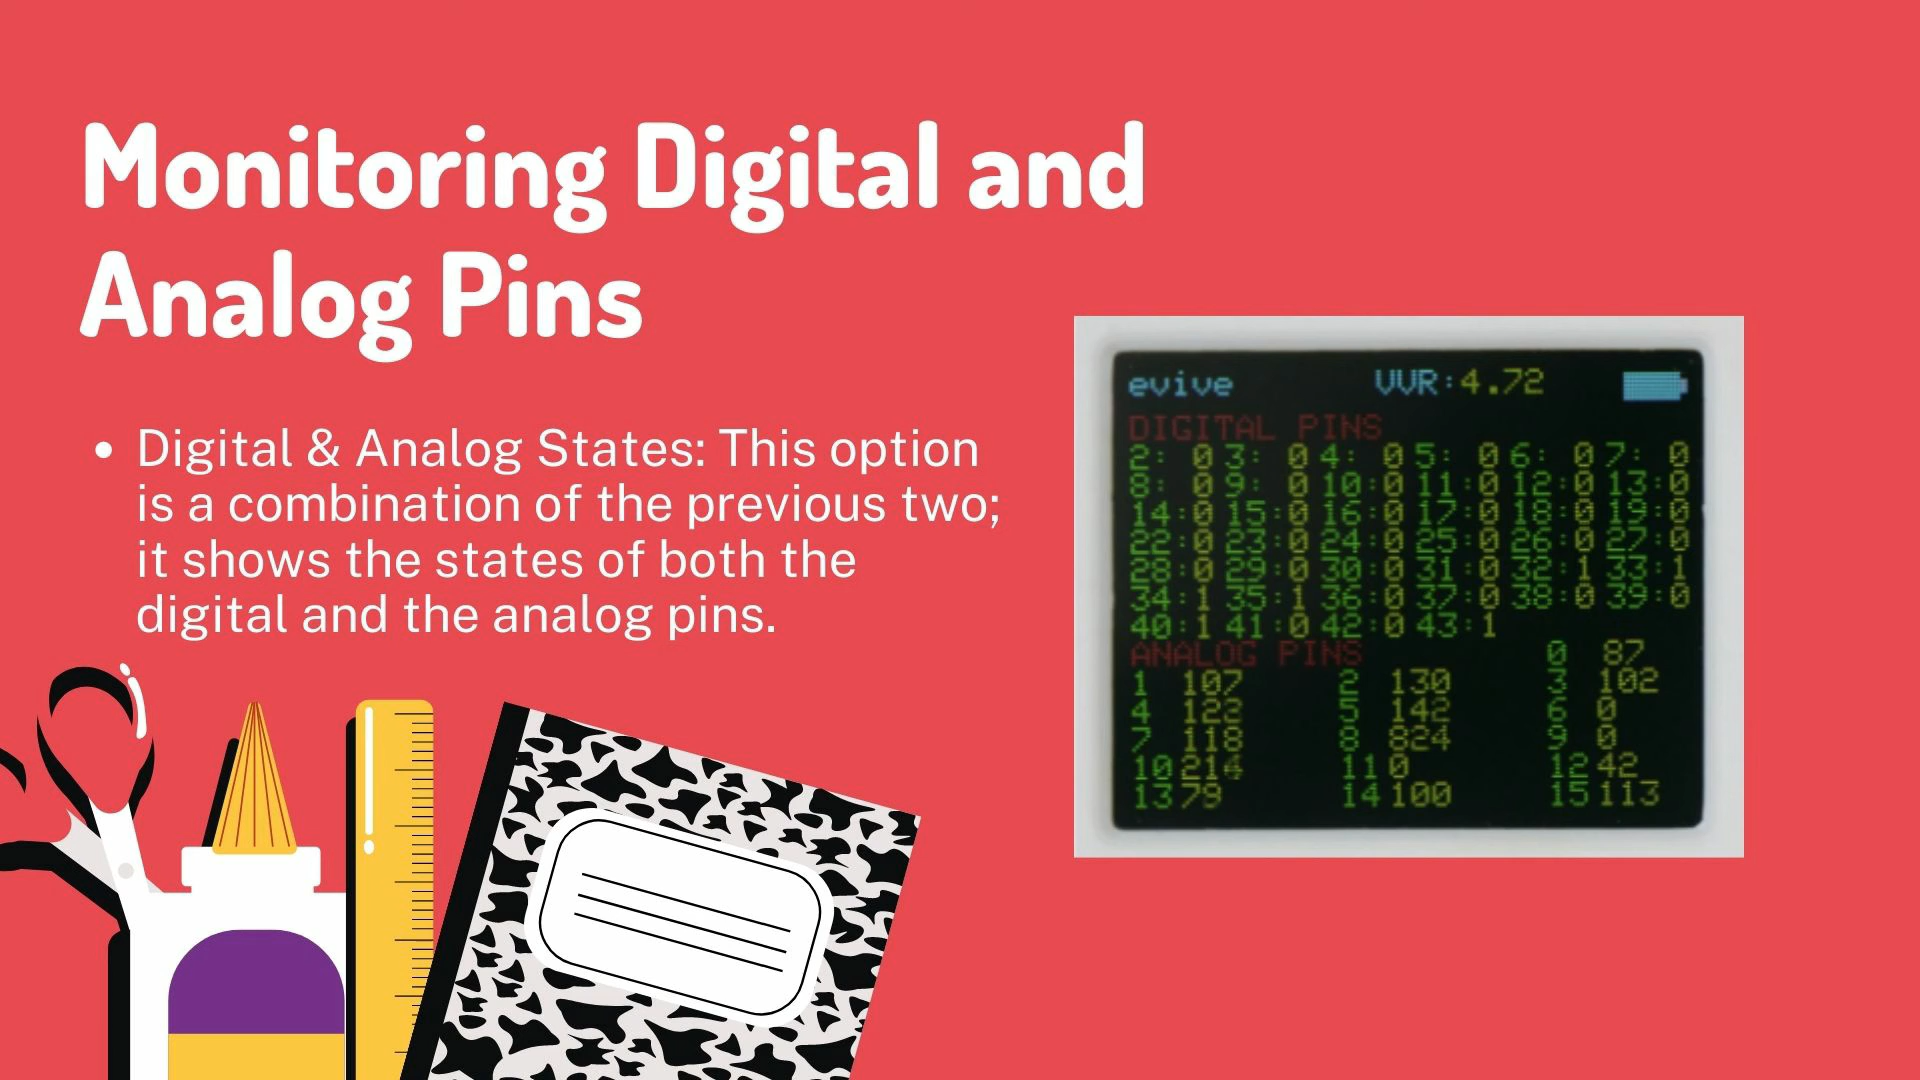 Monitoring Digital and
Analog Pins
• Digital & Analog States: This option
is a combination of the previous two;
it shows the states of both the
digital and the analog pins.
evive VVR:4.72
DIGITAL PINS
2: 0 3: 0 4: 0 5: 0 6: 0 7: 0
8: 0 9: 0 10:0 11:0 12:0 13:0
14:0 15:0 16:0 17:0 18:0 19:0
22:0 23:0 24:0 25:0 26:0 27:0
28:0 29:0 30:0 31:0 32:1 33:1
34:1 35:1 36:0 37:0 38:0 39:0
40:1 41:0 42:0 43:1
ANALOG PINS 0 87
1 107 2 130 3 102
4 122 5 142 6 0
7 118 8 824 9 0
10 214 11 0 12 42
13 79 14 100 15 113